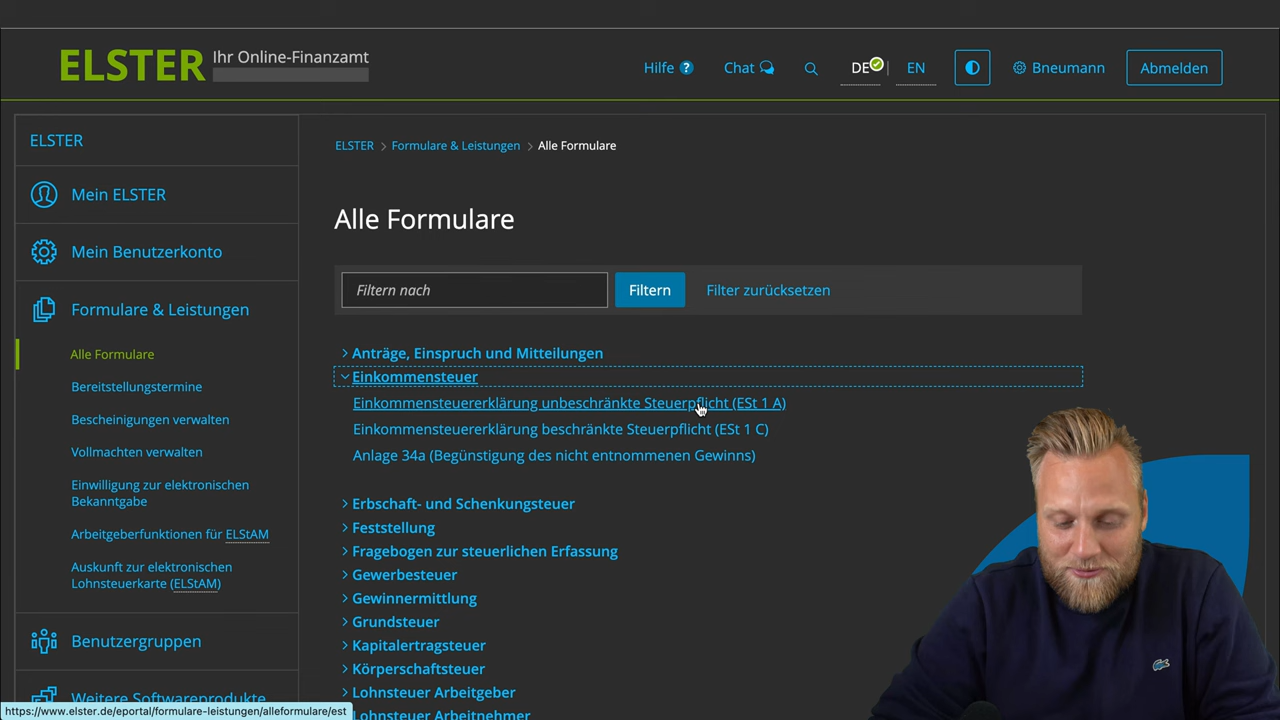 ELSTER Ihr Online-Finanzamt
Hilfe ? Chat DE | EN Bneumann Abmelden
ELSTER
Mein ELSTER
Mein Benutzerkonto
Formulare & Leistungen
Alle Formulare
Bereitstellungstermine
Bescheinigungen verwalten
Vollmachten verwalten
Einwilligung zur elektronischen
Bekanntgabe
Arbeitgeberfunktionen für ELStAM
Auskunft zur elektronischen
Lohnsteuerkarte (ELStAM)
Benutzergruppen
Weitere Softwareprodukte
ELSTER > Formulare & Leistungen > Alle Formulare
Alle Formulare
Filtern nach Filtern Filter zurücksetzen
Anträge, Einspruch und Mitteilungen
Einkommensteuer
Einkommensteuererklärung unbeschränkte Steuerpflicht (ESt 1 A)
Einkommensteuererklärung beschränkte Steuerpflicht (ESt 1 C)
Anlage 34a (Begünstigung des nicht entnommenen Gewinns)
Erbschaft- und Schenkungsteuer
Feststellung
Fragebogen zur steuerlichen Erfassung
Gewerbesteuer
Gewinnermittlung
Grundsteuer
Kapitalertragsteuer
Körperschaftsteuer
Lohnsteuer Arbeitgeber
Lohnsteuer Arbeitnehmer
https://www.elster.de/eportal/formulare-leistungen/alleformulare/est